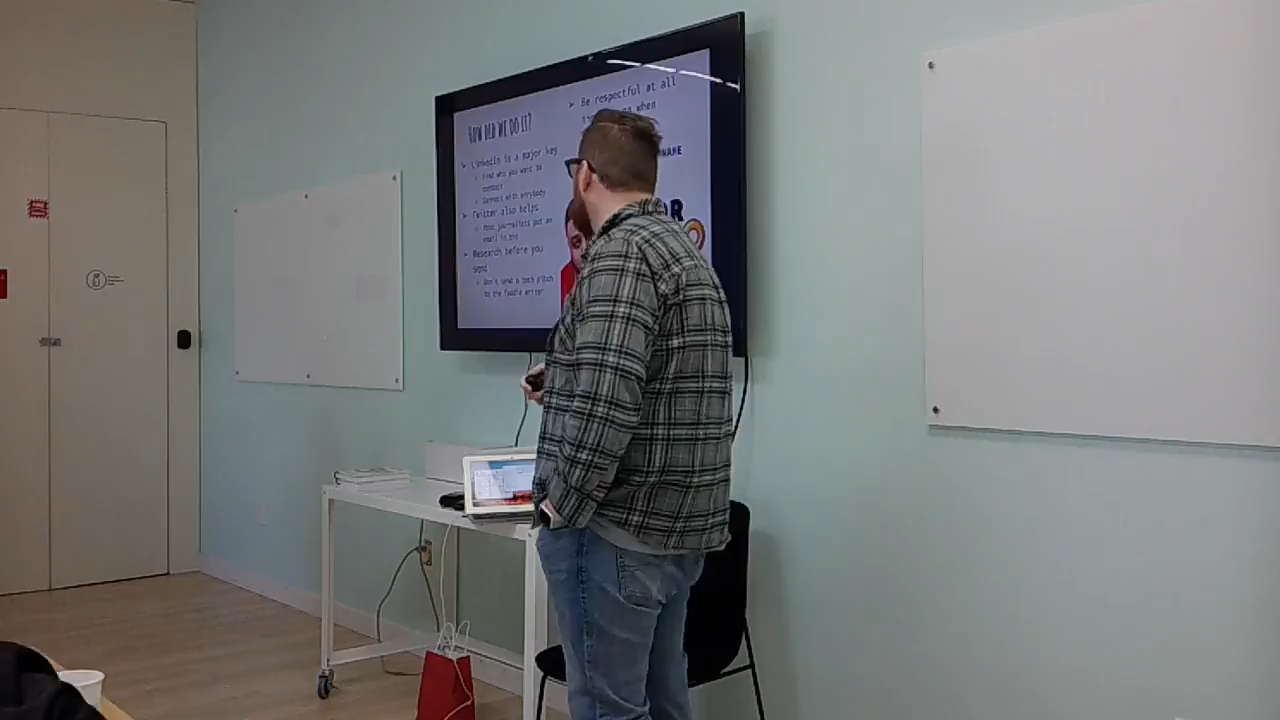 HOW DID WE DO IT?
➢ LinkedIn is a major key
○ Find who you want to
contact
○ Connect with everybody
➢ Twitter also helps
○ Most journalists put an
email in bio
➢ Research before you
send
○ Don't send a tech pitch
to the foodie writer
➢ Be respectful at all
when